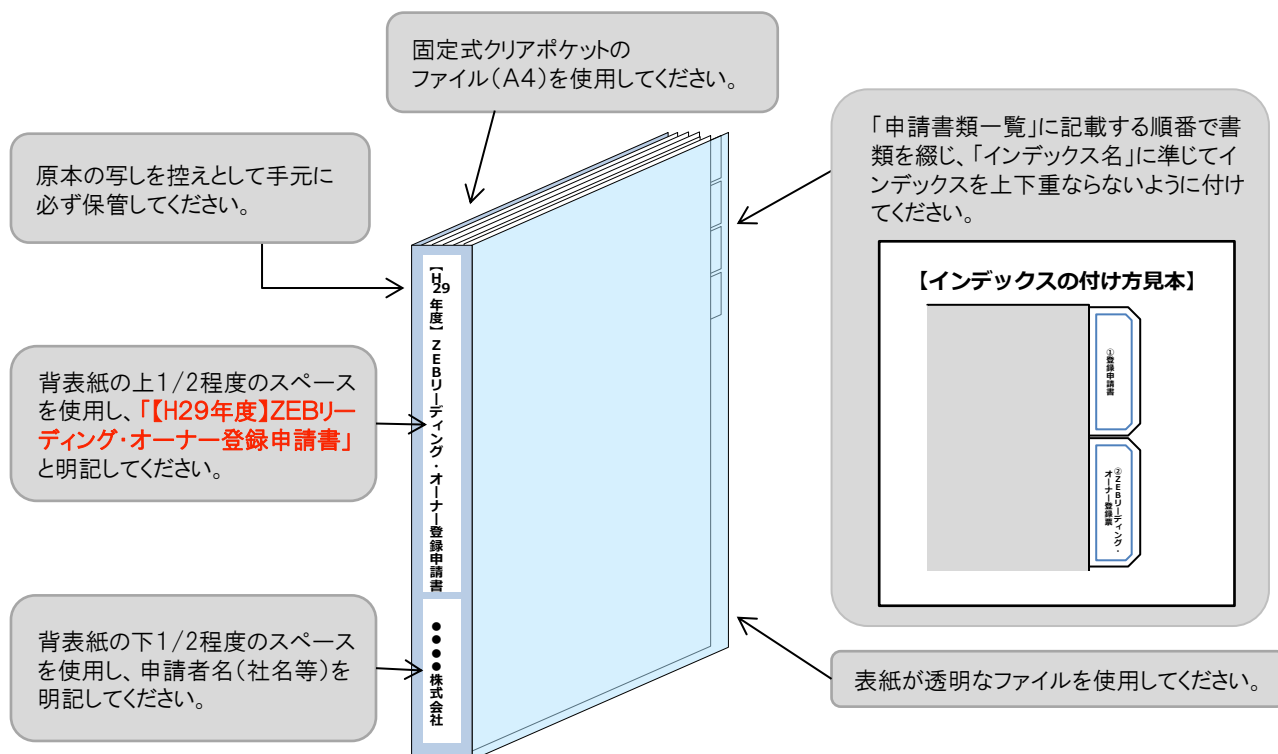 固定式クリアポケットの
ファイル(A4)を使用してください。
原本の写しを控えとして手元に
必ず保管してください。
背表紙の上1/2程度のスペース
を使用し、「【H29年度】ZEBリー
ディング・オーナー登録申請書」
と明記してください。
背表紙の下1/2程度のスペース
を使用し、申請者名(社名等)を
明記してください。
【H29年度】ZEBリーディング・オーナー登録申請書
●●●●株式会社
「申請書類一覧」に記載する順番で書
類を綴じ、「インデックス名」に準じてイ
ンデックスを上下重ならないように付け
てください。
【インデックスの付け方見本】
①登録申請書
②ZEBリーディング・
オーナー登録票
表紙が透明なファイルを使用してください。